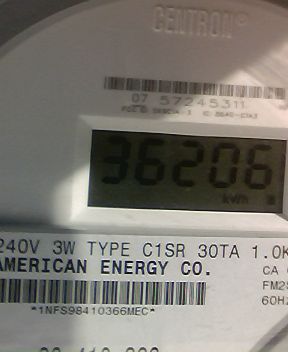 CENTRON®
07 57245311
36206
kWh
240V 3W TYPE C1SR 30TA 1.0K
AMERICAN ENERGY CO.
CA
FM2S
60HZ
*1NFS98410366MEC*